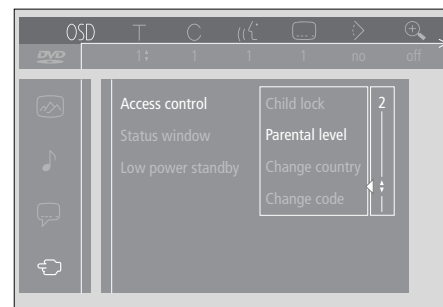 OSD T C
DVD 1 1 1 1 no off
Access control Child lock 2
Status window Parental level
Low power standby Change country
Change code